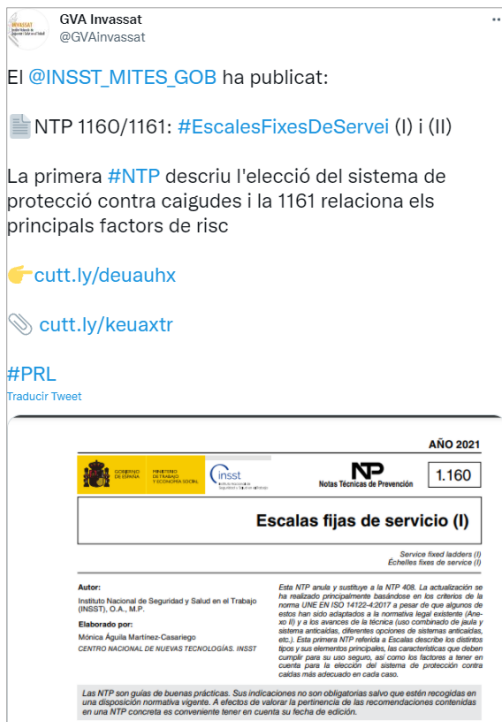 GVA Invassat
@GVAinvassat
El @INSST_MITES_GOB ha publicat:
NTP 1160/1161: #EscalesFixesDeServei (I) i (II)
La primera #NTP descriu l'elecció del sistema de
protecció contra caigudes i la 1161 relaciona els
principals factors de risc
cutt.ly/deuauhx
cutt.ly/keuaxtr
#PRL
Traducir Tweet
AÑO 2021
GOBIERNO
DE ESPAÑA
MINISTERIO
DE TRABAJO
Y ECONOMÍA SOCIAL
insst
NTP
Notas Técnicas de Prevención
1.160
Escalas fijas de servicio (I)
Service fixed ladders (I)
Échelles fixes de service (I)
Autor:
Instituto Nacional de Seguridad y Salud en el Trabajo
(INSST), O.A., M.P.
Elaborado por:
Mónica Águila Martínez-Casariego
CENTRO NACIONAL DE NUEVAS TECNOLOGÍAS. INSST
Esta NTP anula y sustituye a la NTP 408. La actualización se
ha realizado principalmente basándose en los criterios de la
norma UNE EN ISO 14122-4:2017 a pesar de que algunos de
estos han sido adaptados a la normativa legal existente (Ane-
xo II) y a los avances de la técnica (uso combinado de jaula y
sistema anticaídas, diferentes opciones de sistemas anticaídas,
etc.). Esta primera NTP referida a Escalas describe los distintos
tipos y sus elementos principales, las características que deben
cumplir para su uso seguro, así como los factores a tener en
cuenta para la elección del sistema de protección contra
caídas más adecuado en cada caso.
Las NTP son guías de buenas prácticas. Sus indicaciones no son obligatorias salvo que estén recogidas en
una disposición normativa vigente. A efectos de valorar la pertinencia de las recomendaciones contenidas
en una NTP concreta es conveniente tener en cuenta su fecha de edición.